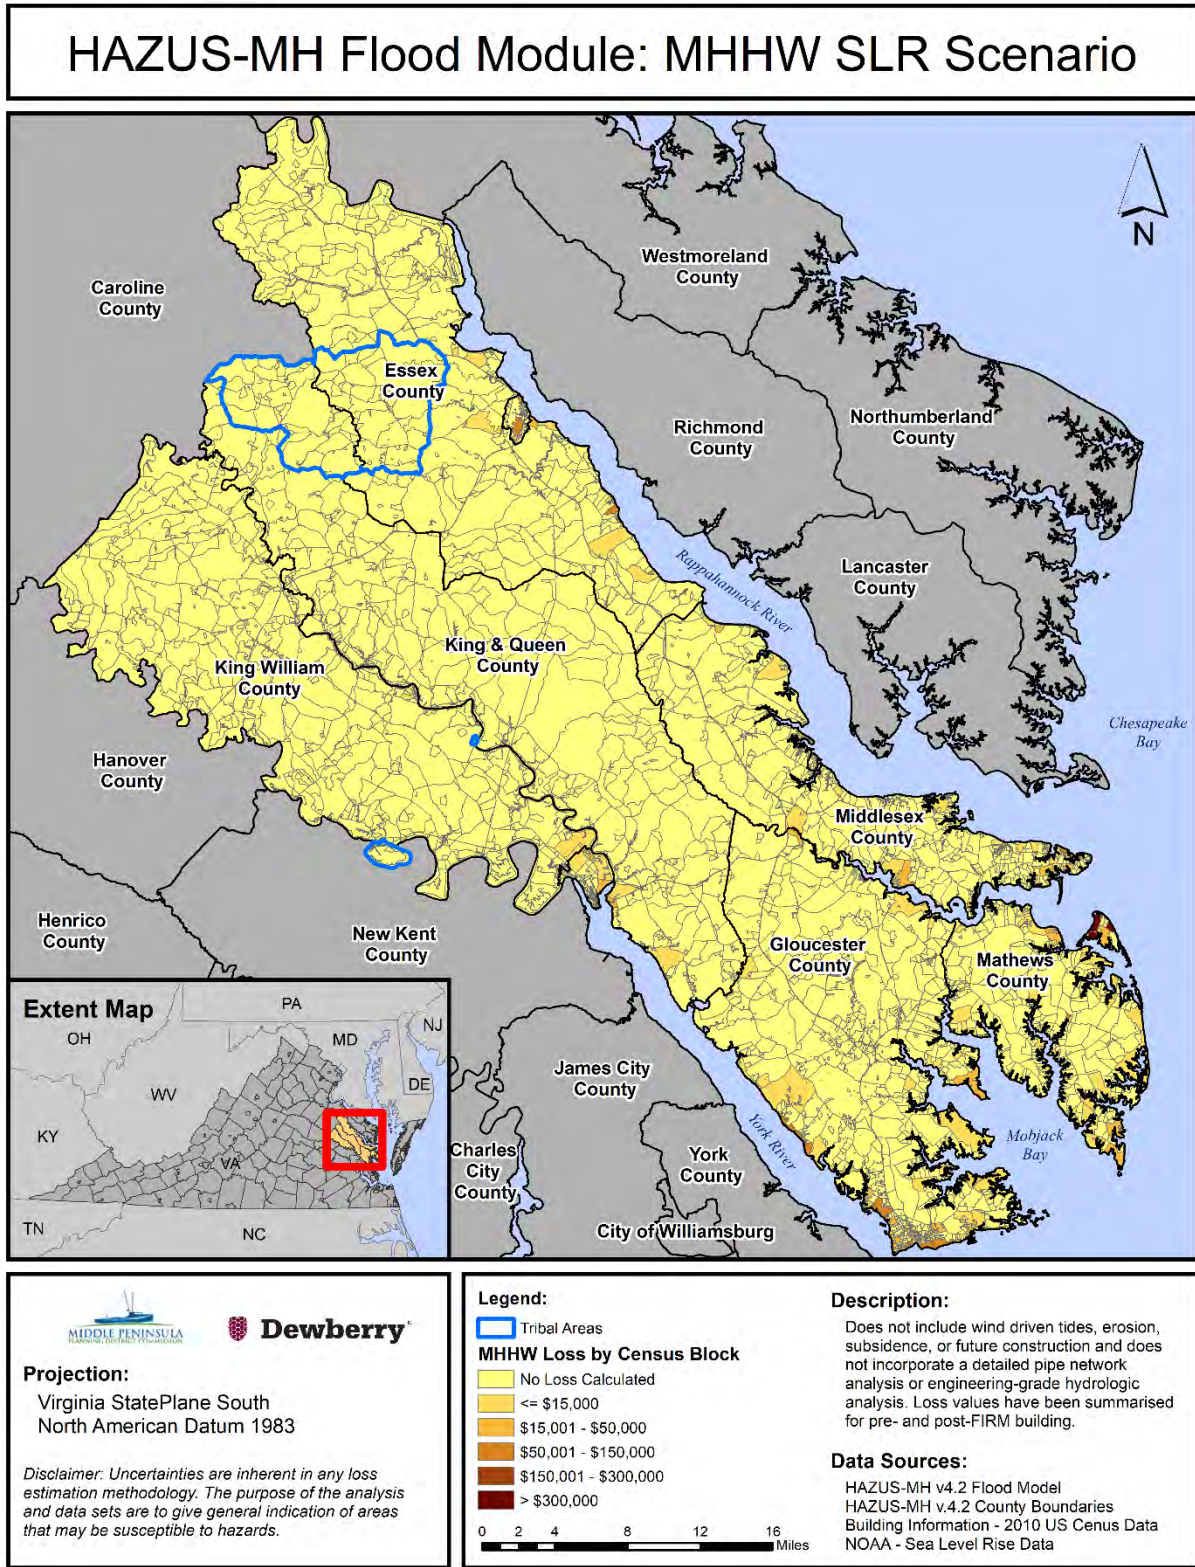 HAZUS-MH Flood Module: MHHW SLR Scenario
N
Westmoreland
County
Caroline
County
Essex
County
Richmond
County
Northumberland
County
Rappahannock River
Lancaster
County
King & Queen
County
King William
County
Chesapeake
Bay
Hanover
County
Middlesex
County
Henrico
County
New Kent
County
Gloucester
County
Mathews
County
James City
County
York River
Mobjack
Bay
Charles
City
County
York
County
City of Williamsburg
Extent Map
PA
OH
MD
NJ
DE
WV
KY
VA
TN
NC
MIDDLE PENINSULA
PLANNING DISTRICT COMMISSION
Dewberry
Projection:
Virginia StatePlane South
North American Datum 1983
Disclaimer: Uncertainties are inherent in any loss
estimation methodology. The purpose of the analysis
and data sets are to give general indication of areas
that may be susceptible to hazards.
Legend:
Tribal Areas
MHHW Loss by Census Block
No Loss Calculated
<= $15,000
$15,001 - $50,000
$50,001 - $150,000
$150,001 - $300,000
> $300,000
0 2 4 8 12 16
Miles
Description:
Does not include wind driven tides, erosion,
subsidence, or future construction and does
not incorporate a detailed pipe network
analysis or engineering-grade hydrologic
analysis. Loss values have been summarised
for pre- and post-FIRM building.
Data Sources:
HAZUS-MH v4.2 Flood Model
HAZUS-MH v.4.2 County Boundaries
Building Information - 2010 US Cenus Data
NOAA - Sea Level Rise Data